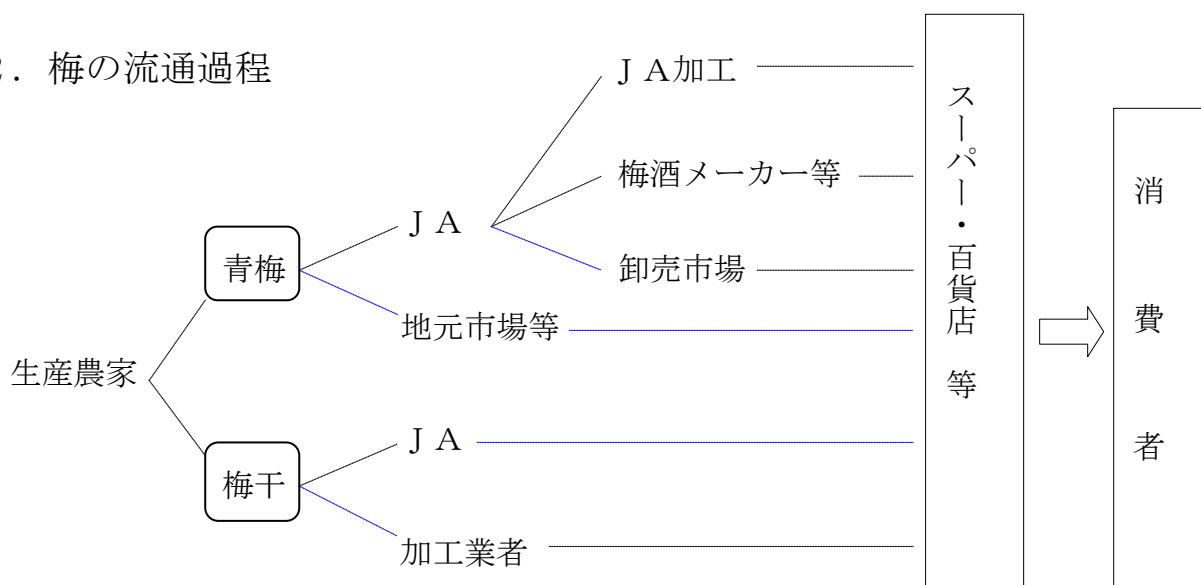 ．梅の流通過程
ＪＡ加工
梅酒メーカー等
ＪＡ
青梅
卸売市場
地元市場等
生産農家
ＪＡ
梅干
加工業者
スーパー・百貨店　等
消費者